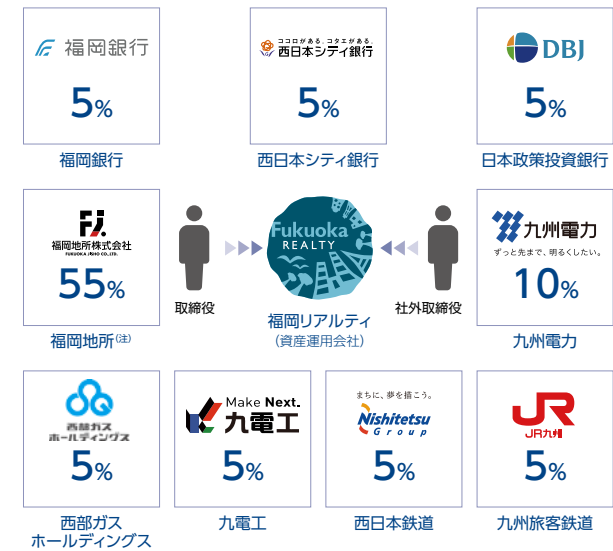 福岡銀行
5%
福岡銀行
ココロがある。コタエがある。
西日本シティ銀行
5%
西日本シティ銀行
DBJ
5%
日本政策投資銀行
福岡地所株式会社
FUKUOKA JISHO CO.,LTD.
55%
福岡地所(注)
取締役
Fukuoka
REALTY
福岡リアルティ
(資産運用会社)
社外取締役
九州電力
ずっと先まで、明るくしたい。
10%
九州電力
西部ガス
ホールディングス
5%
西部ガス
ホールディングス
Make Next.
九電工
5%
九電工
まちに、夢を描こう。
Nishitetsu
Group
5%
西日本鉄道
JR
JR九州
5%
九州旅客鉄道